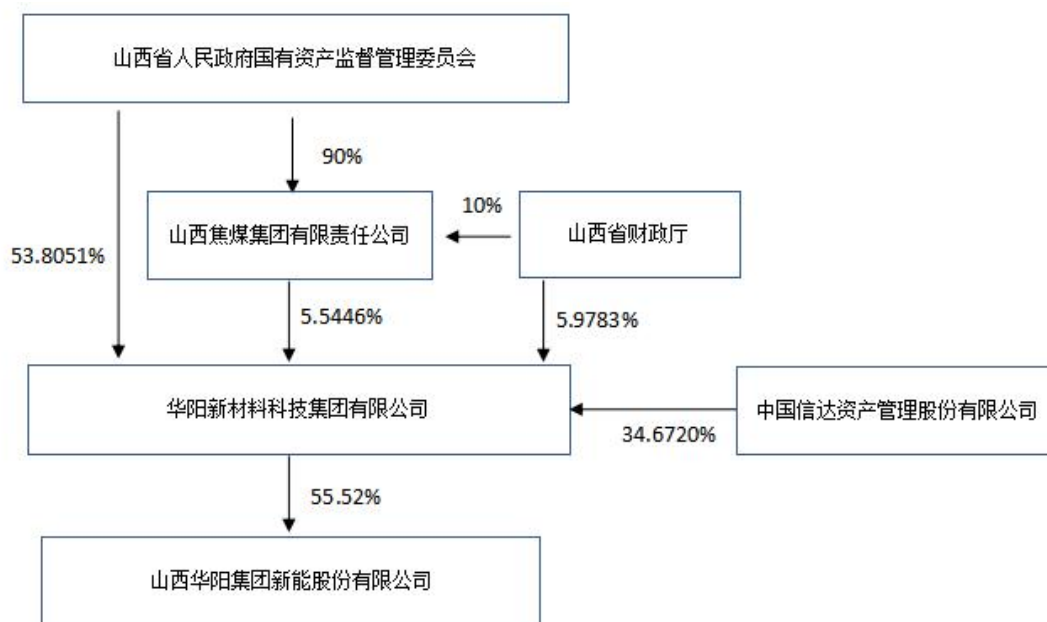 山西省人民政府国有资产监督管理委员会
90%
10%
山西焦煤集团有限责任公司
山西省财政厅
53.8051%
5.5446%
5.9783%
华阳新材料科技集团有限公司
中国信达资产管理股份有限公司
34.6720%
55.52%
山西华阳集团新能股份有限公司